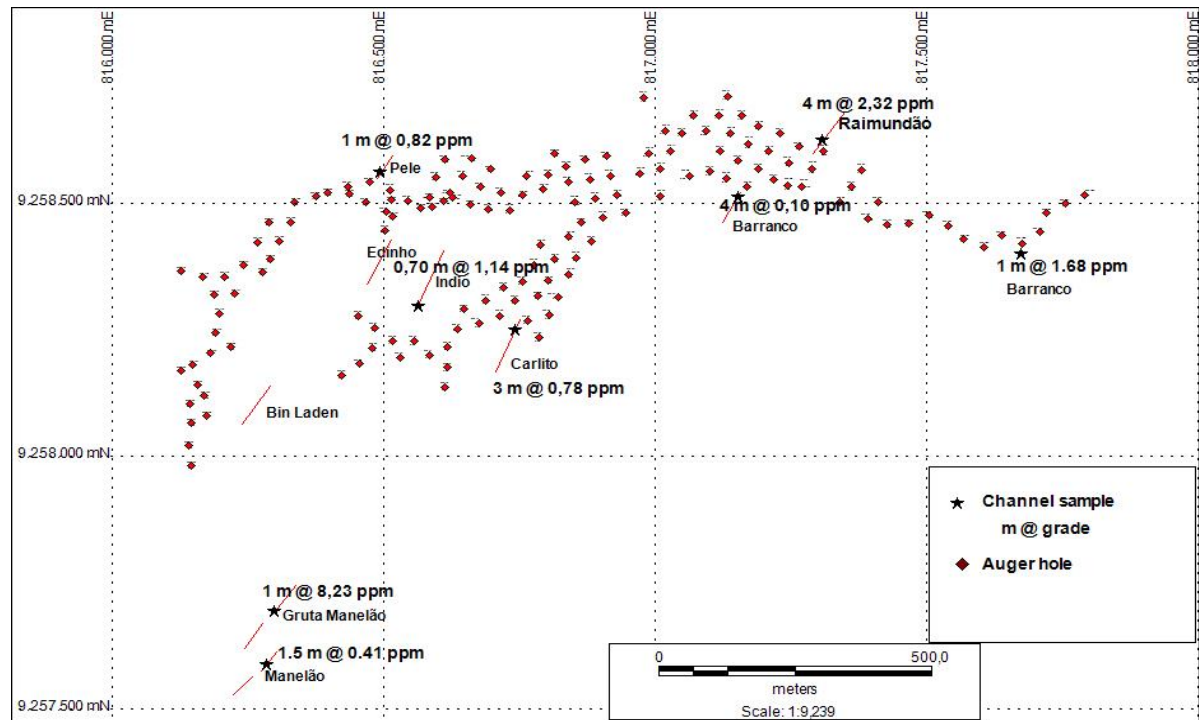 816.000 mE
816.500 mE
817.000 mE
817.500 mE
818.000 mE
4 m @ 2,32 ppm
Raimundão
1 m @ 0,82 ppm
Pele
9.258.500 mN
4 m @ 0,10 ppm
Barranco
Edinho
0,70 m @ 1,14 ppm
Indio
1 m @ 1.68 ppm
Barranco
Carlito
3 m @ 0,78 ppm
Bin Laden
9.258.000 mN
Channel sample
m @ grade
Auger hole
1 m @ 8,23 ppm
Gruta Manelão
1.5 m @ 0.41 ppm
Manelão
0 500,0
meters
Scale: 1:9,239
9.257.500 mN